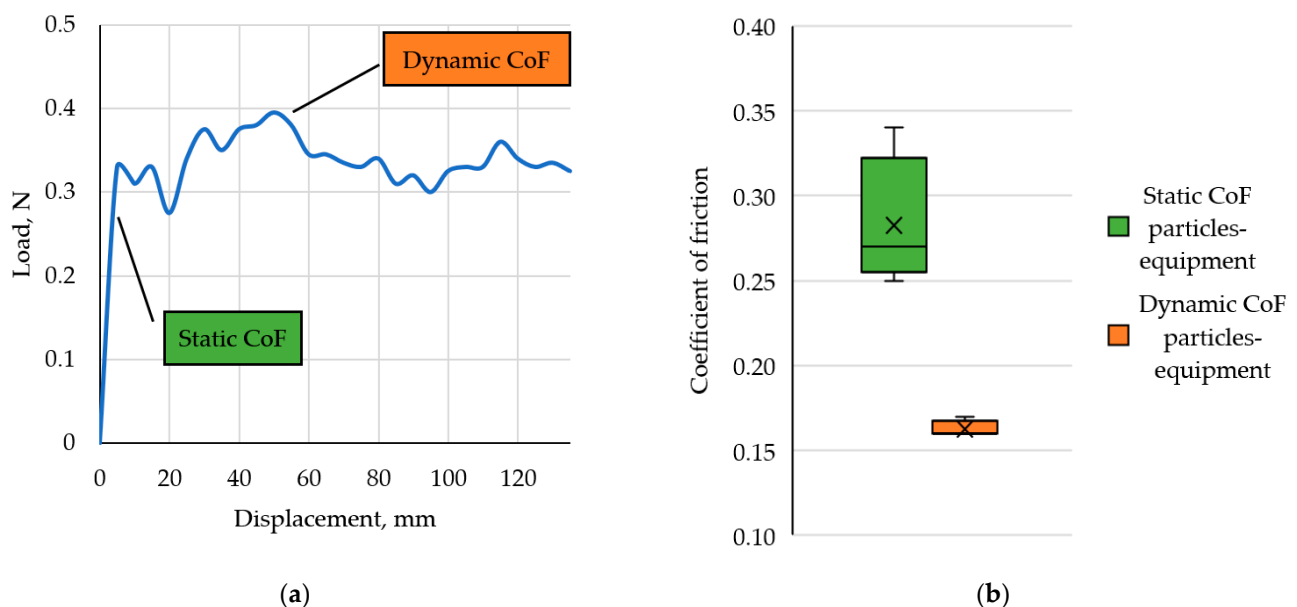 0.5
0.4
0.3
0.2
0.1
0
Load, N
0
20
40
60
80
100
120
Displacement, mm
Dynamic CoF
Static CoF
(a)
0.40
0.35
0.30
0.25
0.20
0.15
0.10
Coefficient of friction
Static CoF
particles-
equipment
Dynamic CoF
particles-
equipment
(b)